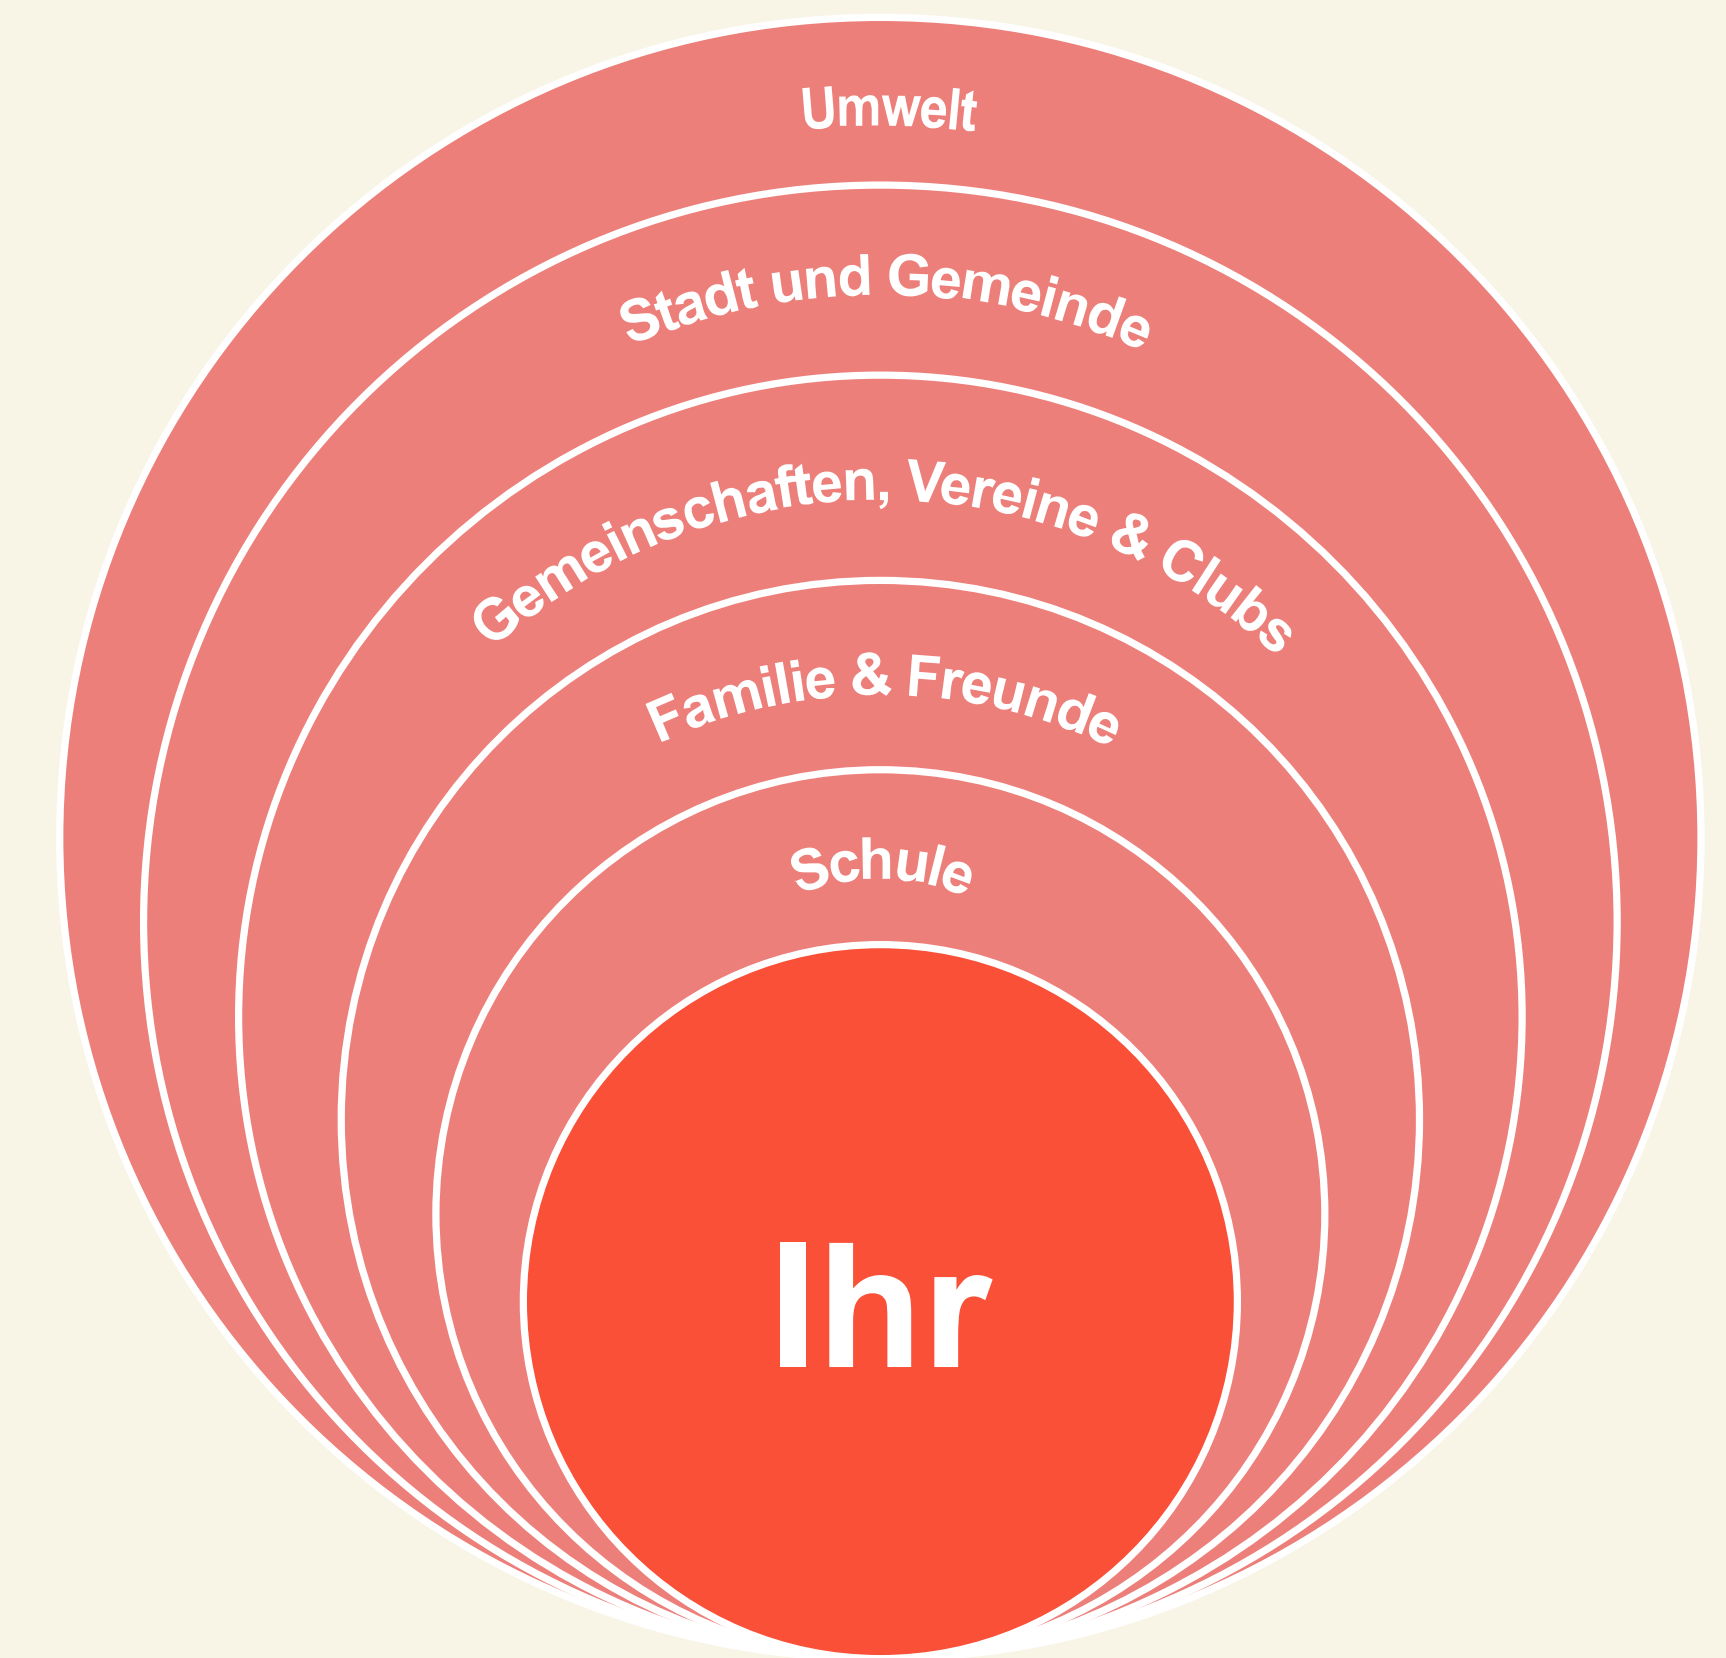 Umwelt
Stadt und Gemeinde
Gemeinschaften, Vereine & Clubs
Familie & Freunde
Schule
Ihr